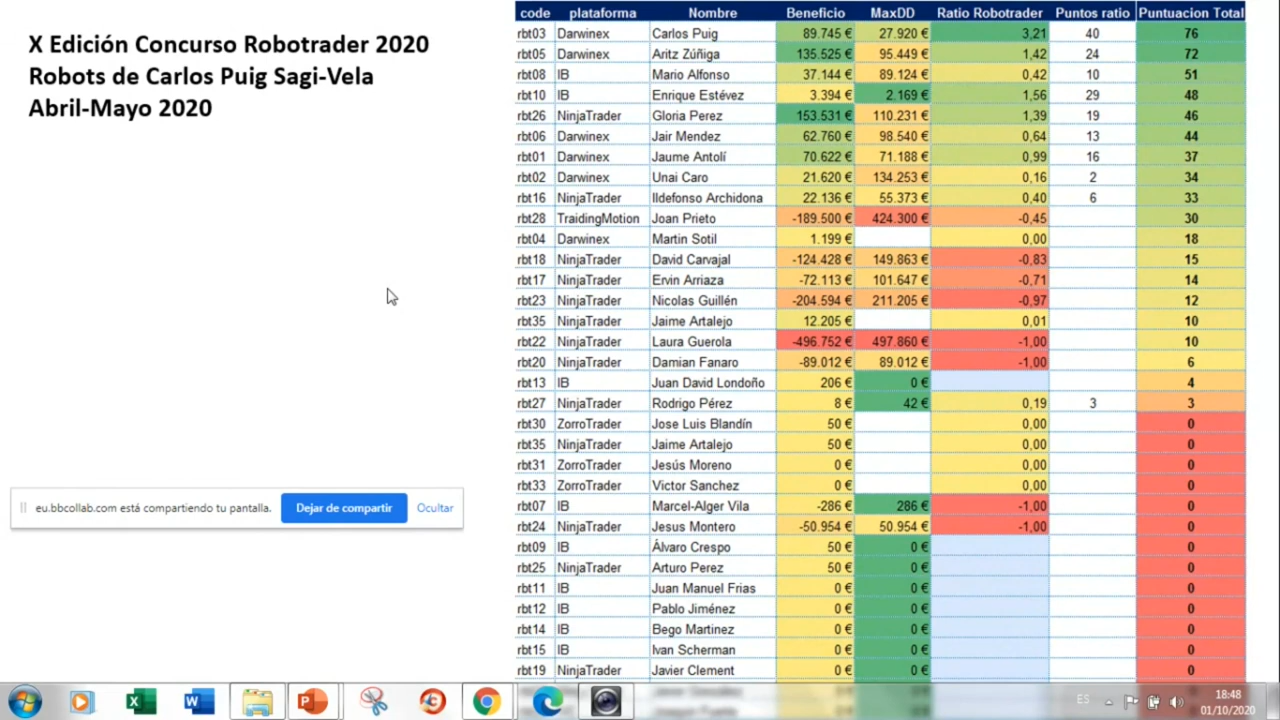 X Edición Concurso Robotrader 2020
Robots de Carlos Puig Sagi-Vela
Abril-Mayo 2020
code plataforma Nombre Beneficio MaxDD Ratio Robotrader Puntos ratio Puntuacion Total
rbt03 Darwinex Carlos Puig 89.745 € 27.920 € 3,21 40 76
rbt05 Darwinex Aritz Zúñiga 135.525 € 95.449 € 1,42 24 72
rbt08 IB Mario Alfonso 37.144 € 89.124 € 0,42 10 51
rbt10 IB Enrique Estévez 3.394 € 2.169 € 1,56 29 48
rbt26 NinjaTrader Gloria Perez 153.531 € 110.231 € 1,39 19 46
rbt06 Darwinex Jair Mendez 62.760 € 98.540 € 0,64 13 44
rbt01 Darwinex Jaume Antolí 70.622 € 71.188 € 0,99 16 37
rbt02 Darwinex Unai Caro 21.620 € 134.253 € 0,16 2 34
rbt16 NinjaTrader Ildefonso Archidona 22.136 € 55.373 € 0,40 6 33
rbt28 TraidingMotion Joan Prieto -189.500 € 424.300 € -0,45 30
rbt04 Darwinex Martin Sotil 1.199 € 0,00 18
rbt18 NinjaTrader David Carvajal -124.428 € 149.863 € -0,83 15
rbt17 NinjaTrader Ervin Arriaza -72.113 € 101.647 € -0,71 14
rbt23 NinjaTrader Nicolas Guillén -204.594 € 211.205 € -0,97 12
rbt35 NinjaTrader Jaime Artalejo 12.205 € 0,01 10
rbt22 NinjaTrader Laura Guerola -496.752 € 497.860 € -1,00 10
rbt20 NinjaTrader Damian Fanaro -89.012 € 89.012 € -1,00 6
rbt13 IB Juan David Londoño 206 € 0 € 4
rbt27 NinjaTrader Rodrigo Pérez 8 € 42 € 0,19 3 3
rbt30 ZorroTrader Jose Luis Blandín 50 € 0,00 0
rbt35 NinjaTrader Jaime Artalejo 50 € 0,00 0
rbt31 ZorroTrader Jesús Moreno 0 € 0,00 0
rbt33 ZorroTrader Victor Sanchez 0 € 0,00 0
rbt07 IB Marcel-Alger Vila -286 € 286 € -1,00 0
rbt24 NinjaTrader Jesus Montero -50.954 € 50.954 € -1,00 0
rbt09 IB Álvaro Crespo 50 € 0 € 0
rbt25 NinjaTrader Arturo Perez 50 € 0 € 0
rbt11 IB Juan Manuel Frias 0 € 0 € 0
rbt12 IB Pablo Jiménez 0 € 0 € 0
rbt14 IB Bego Martinez 0 € 0 € 0
rbt15 IB Ivan Scherman 0 € 0 € 0
rbt19 NinjaTrader Javier Clement 0 € 0 € 0
eu.bbcollab.com está compartiendo tu pantalla. Dejar de compartir Ocultar
ES 18:48
01/10/2020